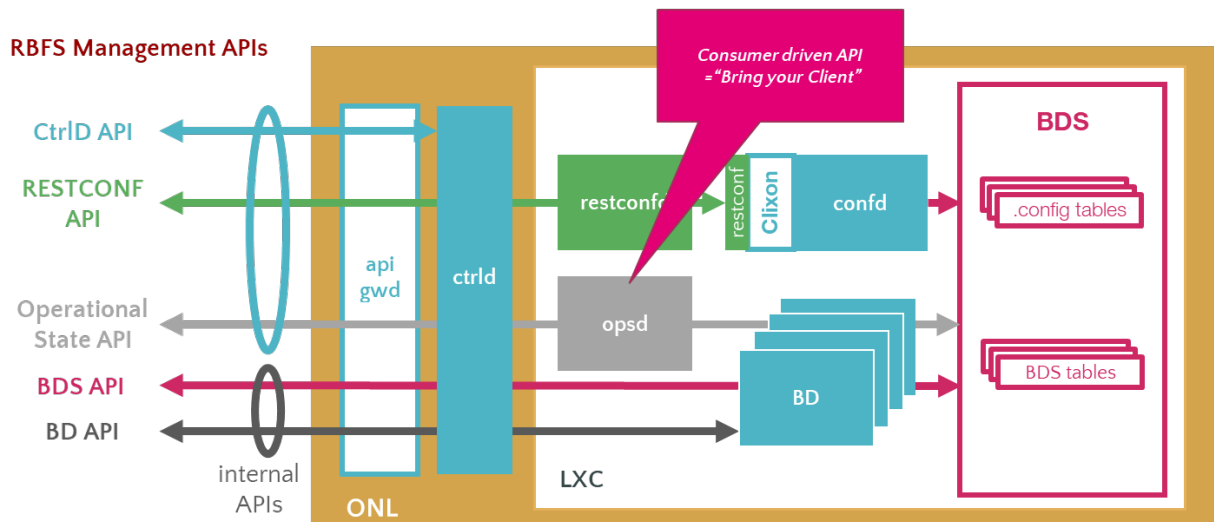 RBFS Management APIs
Consumer driven API
="Bring your Client"
CtrlD API
RESTCONF
API
Operational
State API
BDS API
BD API
internal
APIs
api
gwd
ctrld
ONL
restconfd
restconf
Clixon
confd
opsd
BD
LXC
BDS
.config tables
BDS tables